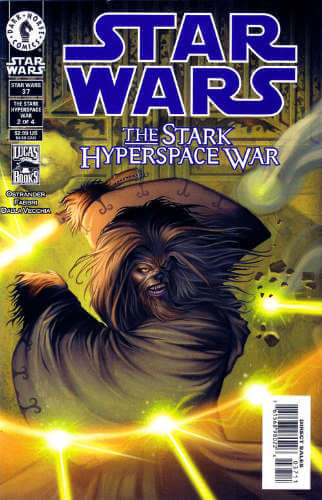 DARK HORSE
COMICS
STAR
WARS
STAR WARS
37
THE STARK
HYPERSPACE
WAR
2 of 4
$2.99 US
LUCAS
BOOKS
OSTRANDER
FABBRI
DALLA VECCHIA
STAR
WARS
THE STARK
HYPERSPACE WAR
DIRECT SALES
03711